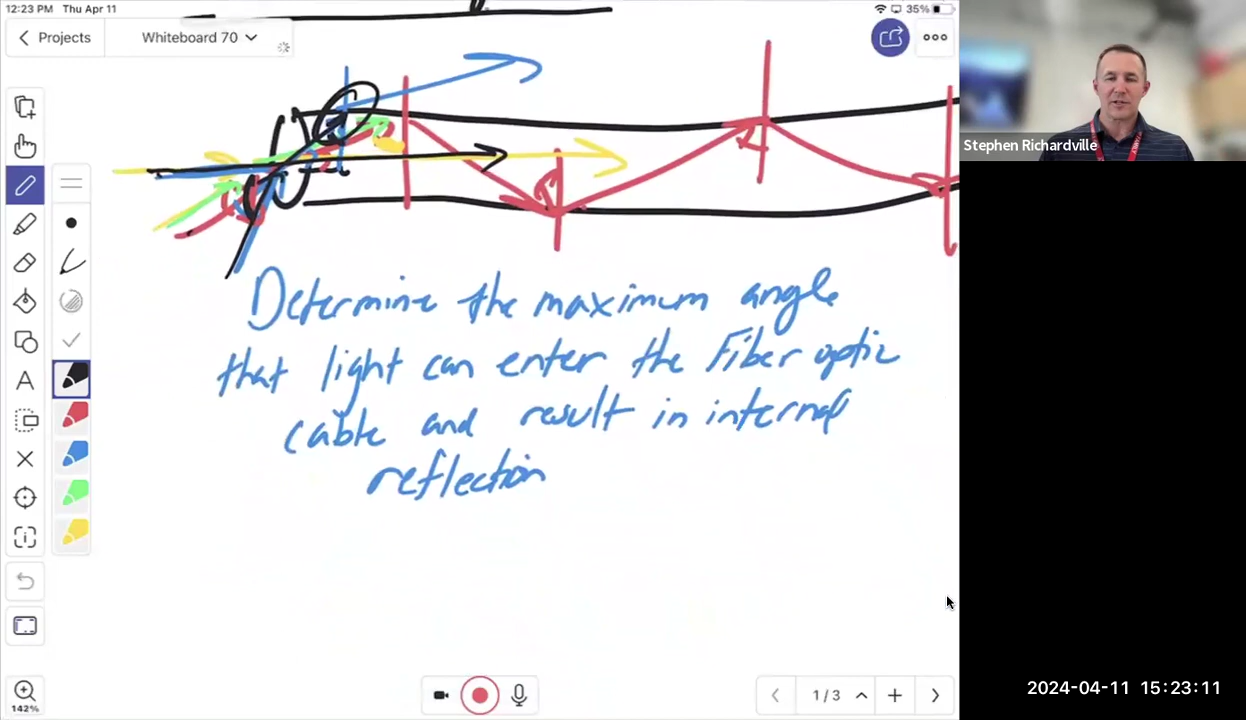 12:23 PM Thu Apr 11
35%
Projects
Whiteboard 70
Stephen Richardville
Determine the maximum angle
that light can enter the Fiber optic
cable and result in internal
reflection
A
142%
1 / 3
2024-04-11 15:23:11